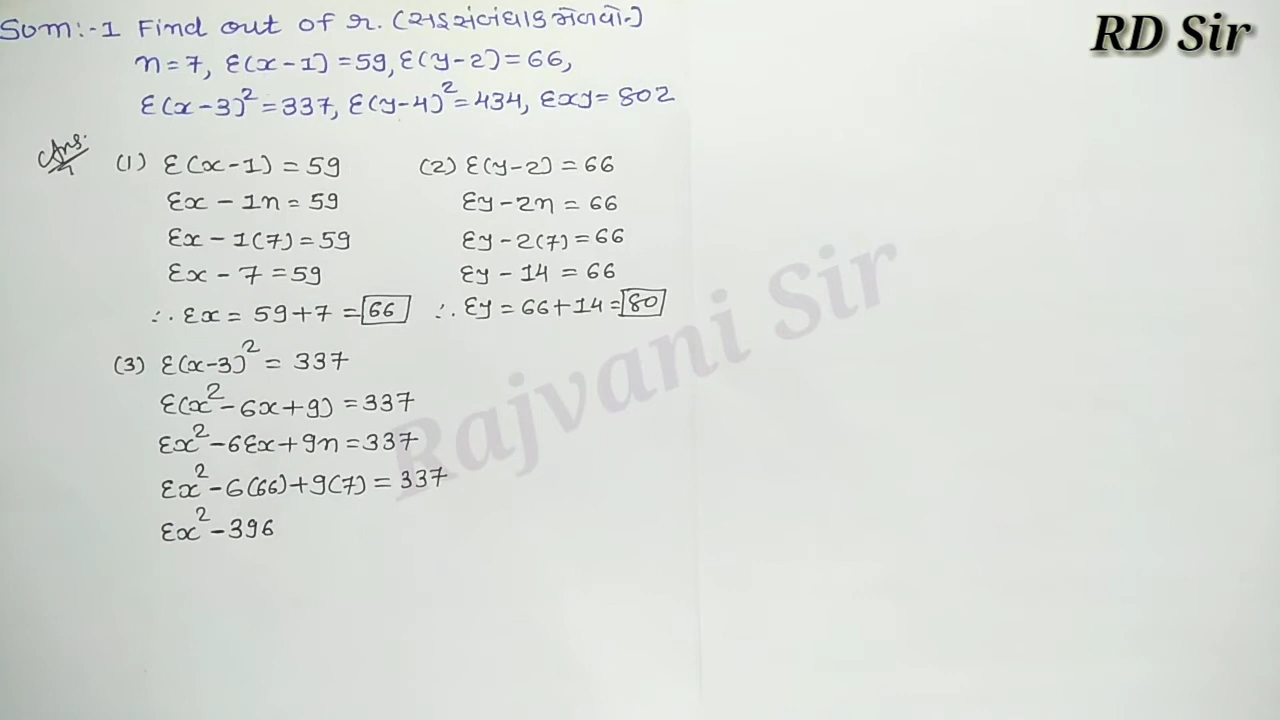 Sum:-1 Find out of r. (સહસંબંધાક મેળવો.)
n=7, Σ(x-1)=59, Σ(y-2)=66,
Σ(x-3)²=337, Σ(y-4)²=434, Σxy=802
Ans.
(1) Σ(x-1) = 59
Σx - 1n = 59
Σx - 1(7) = 59
Σx - 7 = 59
∴ Σx = 59+7 = 66
(2) Σ(y-2) = 66
Σy - 2n = 66
Σy - 2(7) = 66
Σy - 14 = 66
∴ Σy = 66+14 = 80
(3) Σ(x-3)² = 337
Σ(x²-6x+9) = 337
Σx²-6Σx+9n = 337
Σx²-6(66)+9(7) = 337
Σx²-396
RD Sir
Rajvani Sir